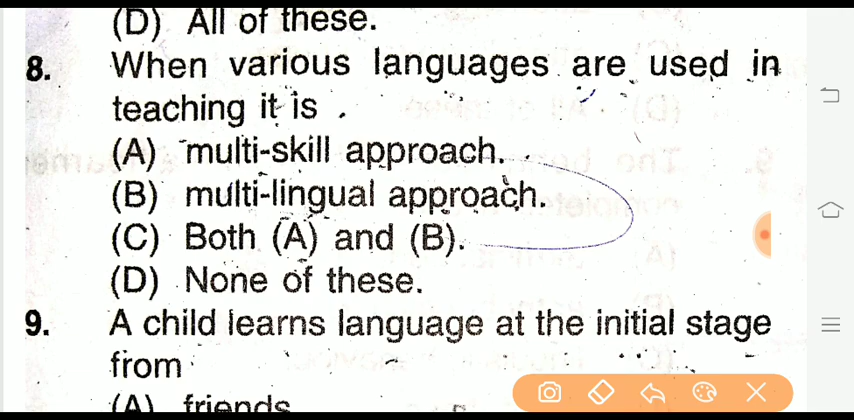 (D) All of these.
8. When various languages are used in
teaching it is .
(A) multi-skill approach.
(B) multi-lingual approach.
(C) Both (A) and (B).
(D) None of these.
9. A child learns language at the initial stage
from
(A) friends